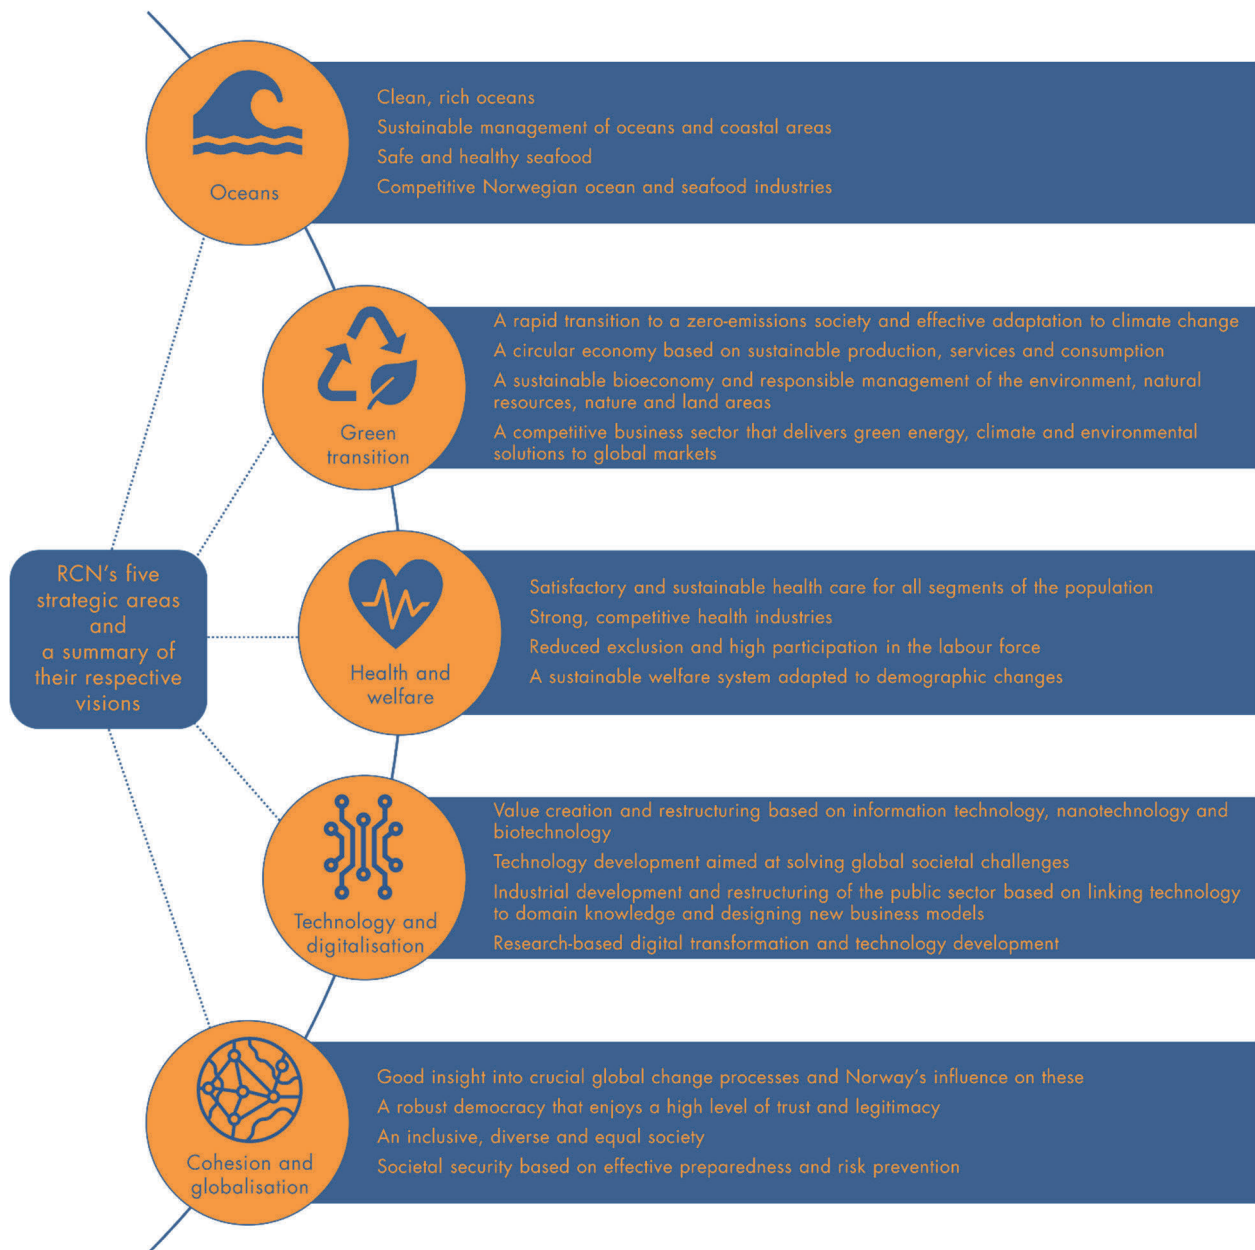 Oceans
Clean, rich oceans
Sustainable management of oceans and coastal areas
Safe and healthy seafood
Competitive Norwegian ocean and seafood industries
Green
transition
A rapid transition to a zero-emissions society and effective adaptation to climate change
A circular economy based on sustainable production, services and consumption
A sustainable bioeconomy and responsible management of the environment, natural
resources, nature and land areas
A competitive business sector that delivers green energy, climate and environmental
solutions to global markets
RCN's five
strategic areas
and
a summary of
their respective
visions
Health and
welfare
Satisfactory and sustainable health care for all segments of the population
Strong, competitive health industries
Reduced exclusion and high participation in the labour force
A sustainable welfare system adapted to demographic changes
Technology and
digitalisation
Value creation and restructuring based on information technology, nanotechnology and
biotechnology
Technology development aimed at solving global societal challenges
Industrial development and restructuring of the public sector based on linking technology
to domain knowledge and designing new business models
Research-based digital transformation and technology development
Cohesion and
globalisation
Good insight into crucial global change processes and Norway's influence on these
A robust democracy that enjoys a high level of trust and legitimacy
An inclusive, diverse and equal society
Societal security based on effective preparedness and risk prevention